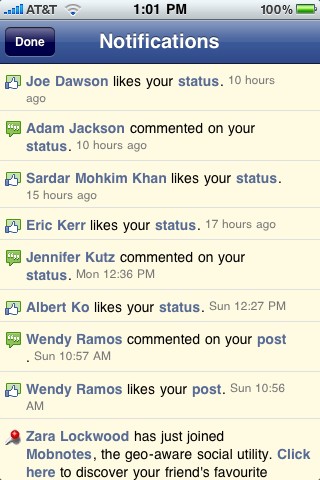 AT&T 1:01 PM 100%
Done Notifications
Joe Dawson likes your status. 10 hours
ago
Adam Jackson commented on your
status. 10 hours ago
Sardar Mohkim Khan likes your status.
15 hours ago
Eric Kerr likes your status. 17 hours ago
Jennifer Kutz commented on your
status. Mon 12:36 PM
Albert Ko likes your status. Sun 12:27 PM
Wendy Ramos commented on your post
. Sun 10:57 AM
Wendy Ramos likes your post. Sun 10:56
AM
Zara Lockwood has just joined
Mobnotes, the geo-aware social utility. Click
here to discover your friend's favourite